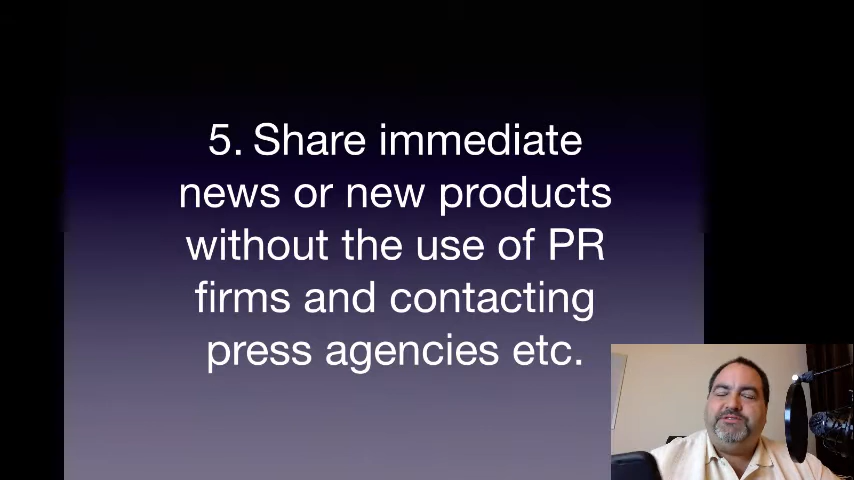 5. Share immediate
news or new products
without the use of PR
firms and contacting
press agencies etc.